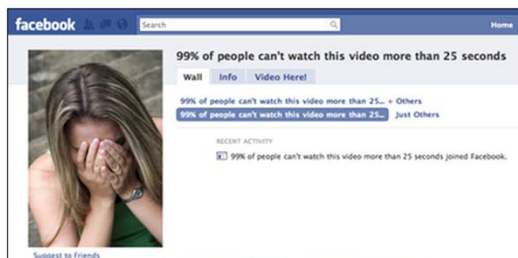 facebook
Search
Home
99% of people can't watch this video more than 25 seconds
Wall Info Video Here!
99% of people can't watch this video more than 25... + Others
99% of people can't watch this video more than 25... Just Others
RECENT ACTIVITY
99% of people can't watch this video more than 25 seconds joined Facebook.
Suggest to Friends